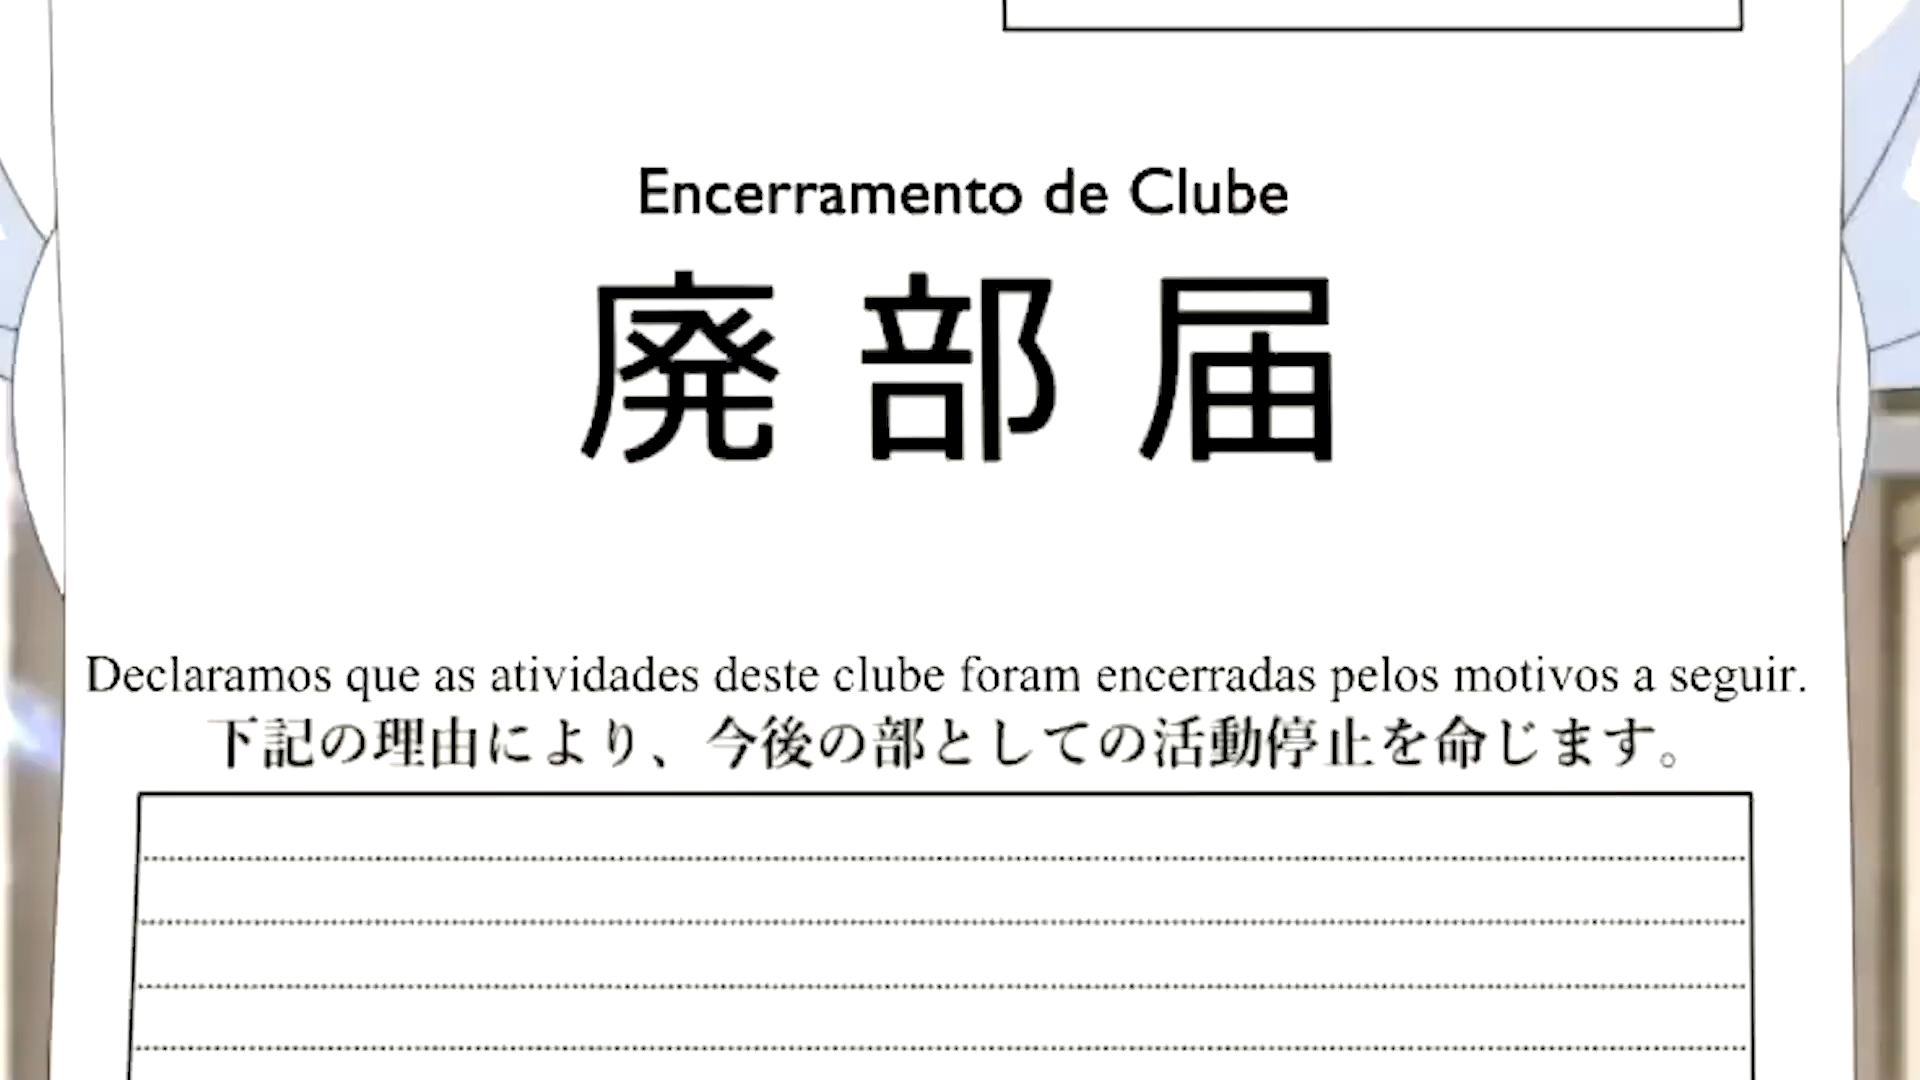 Encerramento de Clube
廃部届
Declaramos que as atividades deste clube foram encerradas pelos motivos a seguir.
下記の理由により、今後の部としての活動停止を命じます。